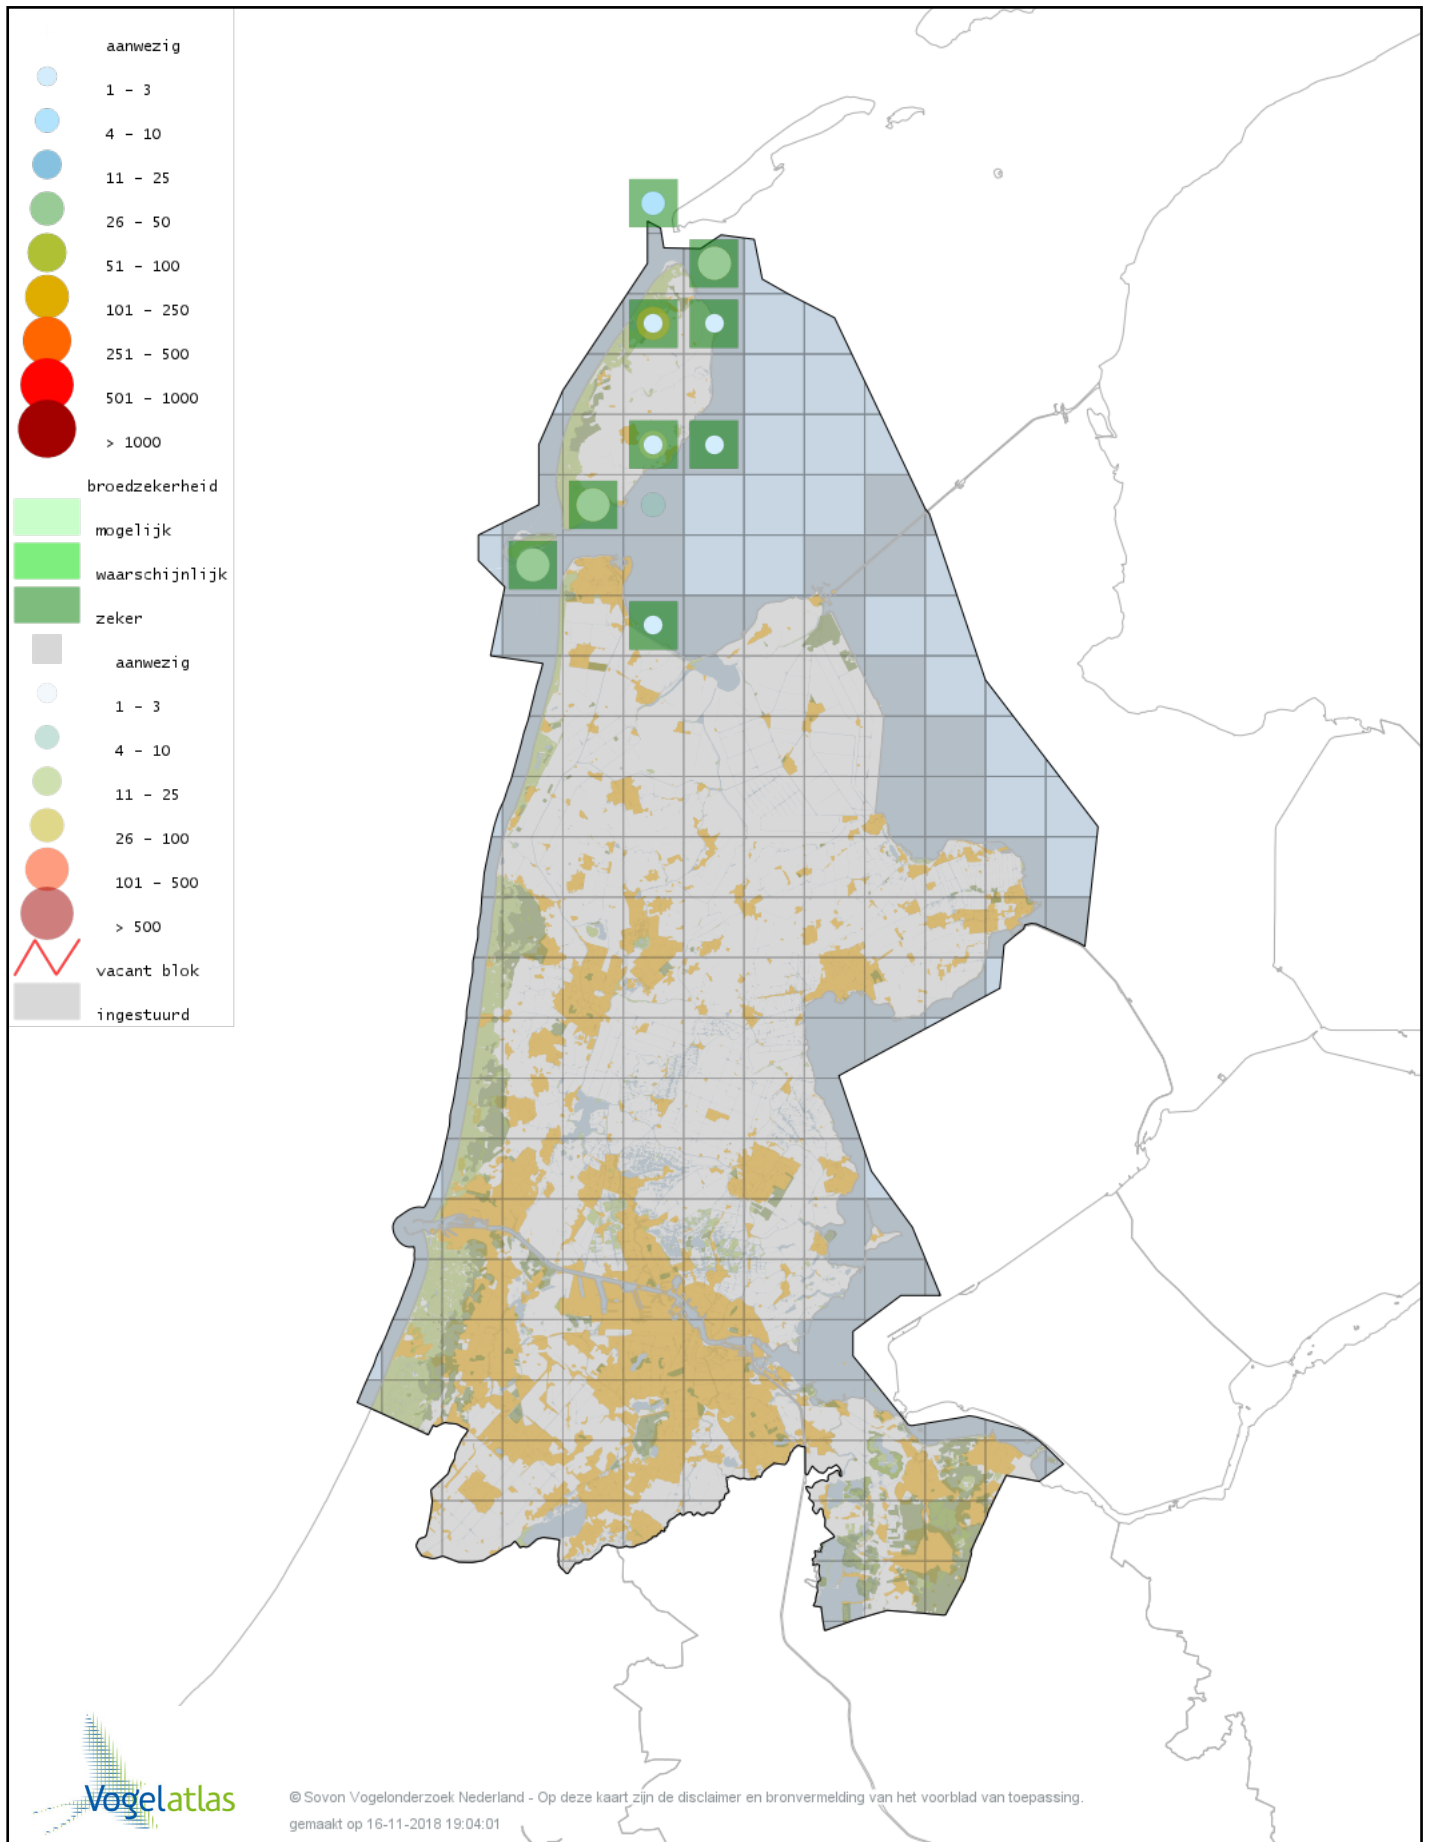 aanwezig
1 - 3
4 - 10
11 - 25
26 - 50
51 - 100
101 - 250
251 - 500
501 - 1000
> 1000
broedzekerheid
mogelijk
waarschijnlijk
zeker
aanwezig
1 - 3
4 - 10
11 - 25
26 - 100
101 - 500
> 500
vacant blok
ingestuurd
Vogelatlas
© Sovon Vogelonderzoek Nederland - Op deze kaart zijn de disclaimer en bronvermelding van het voorblad van toepassing.
gemaakt op 16-11-2018 19:04:01